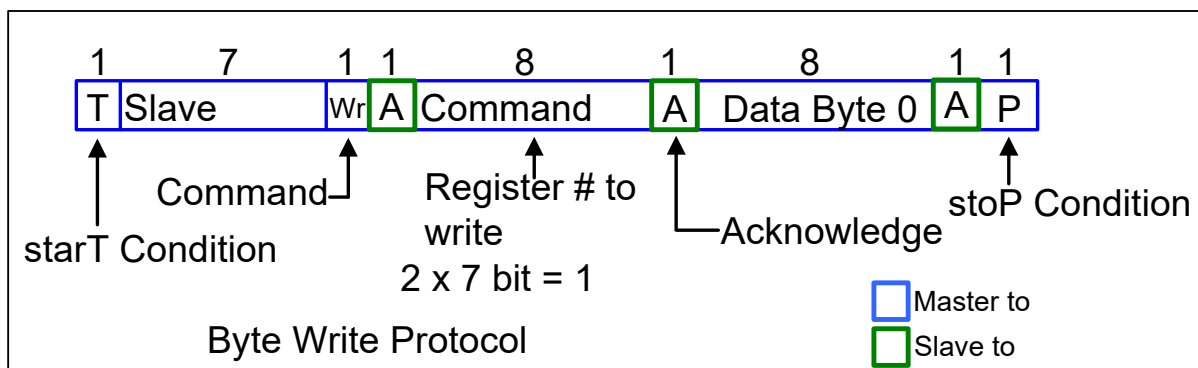 1 7 1 1 8 1 8 1 1
T Slave Wr A Command A Data Byte 0 A P
Command
Register # to
write
2 x 7 bit = 1
Acknowledge
stoP Condition
starT Condition
Byte Write Protocol
Master to
Slave to